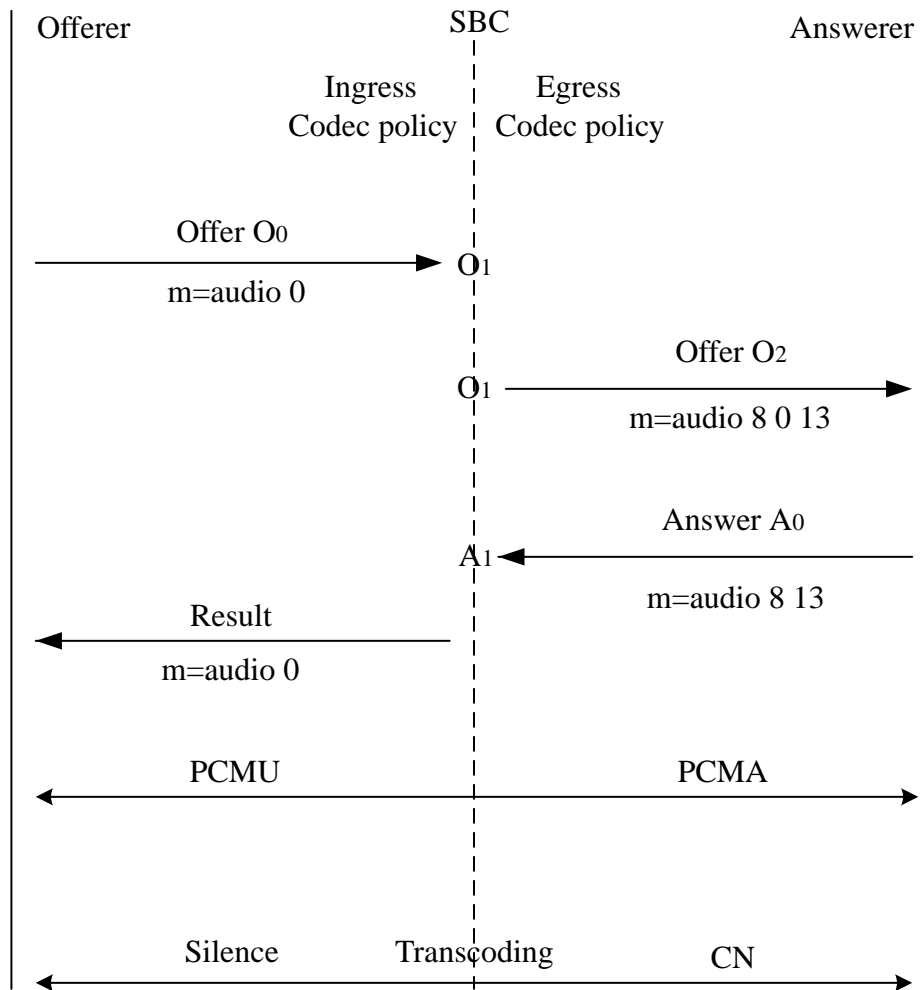 Offerer SBC Answerer
Ingress Egress
Codec policy Codec policy
Offer O0
O1
m=audio 0
Offer O2
O1
m=audio 8 0 13
Answer A0
A1
m=audio 8 13
Result
m=audio 0
PCMU PCMA
Silence Transcoding CN